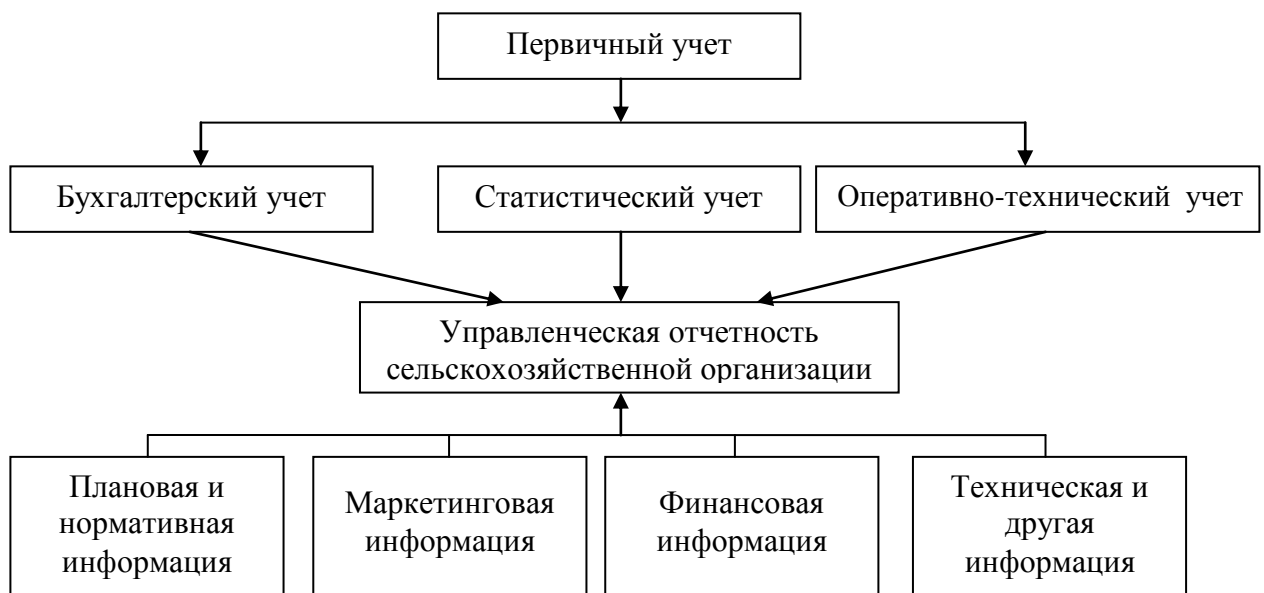 Первичный учет
Бухгалтерский учет
Статистический учет
Оперативно-технический учет
Управленческая отчетность
сельскохозяйственной организации
Плановая и
нормативная
информация
Маркетинговая
информация
Финансовая
информация
Техническая и
другая
информация